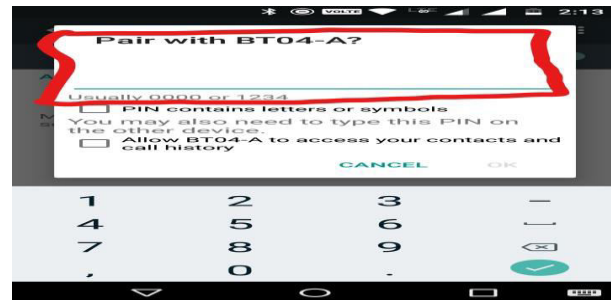 VOLTE LTE 2:13
Pair with BT04-A?
Usually 0000 or 1234
PIN contains letters or symbols
You may also need to type this PIN on
the other device.
Allow BT04-A to access your contacts and
call history
CANCEL OK
1 2 3 –
4 5 6
7 8 9
, 0 .